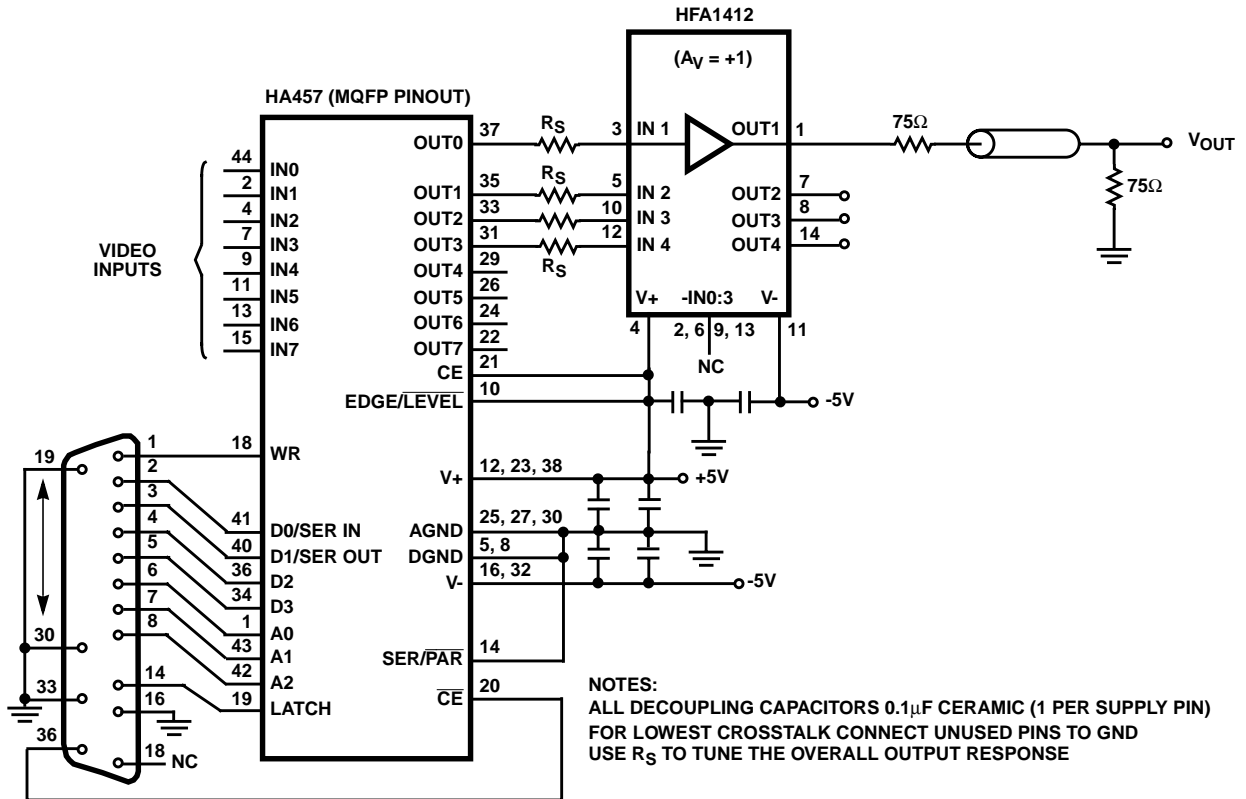 HFA1412
(AV = +1)
HA457 (MQFP PINOUT)
OUT0 37 RS 3 IN 1 OUT1 1 75Ω VOUT
75Ω
44 IN0
2 IN1
4 IN2
7 IN3
9 IN4
11 IN5
13 IN6
15 IN7
VIDEO
INPUTS
OUT1 35 RS 5 IN 2 OUT2 7
OUT2 33 10 IN 3 OUT3 8
OUT3 31 RS 12 IN 4 OUT4 14
OUT4 29
OUT5 26
OUT6 24
OUT7 22
V+ -IN0:3 V-
4 2, 6 9, 13 11
NC
CE 21
EDGE/LEVEL 10
-5V
1 18 WR
19
2 41 D0/SER IN
3 40 D1/SER OUT
4 36 D2
5 34 D3
6 1 A0
7 43 A1
8 42 A2
14 19 LATCH
30
33
16
36
18 NC
V+ 12, 23, 38 +5V
AGND 25, 27, 30
DGND 5, 8
V- 16, 32 -5V
SER/PAR 14
CE 20
NOTES:
ALL DECOUPLING CAPACITORS 0.1µF CERAMIC (1 PER SUPPLY PIN)
FOR LOWEST CROSSTALK CONNECT UNUSED PINS TO GND
USE RS TO TUNE THE OVERALL OUTPUT RESPONSE